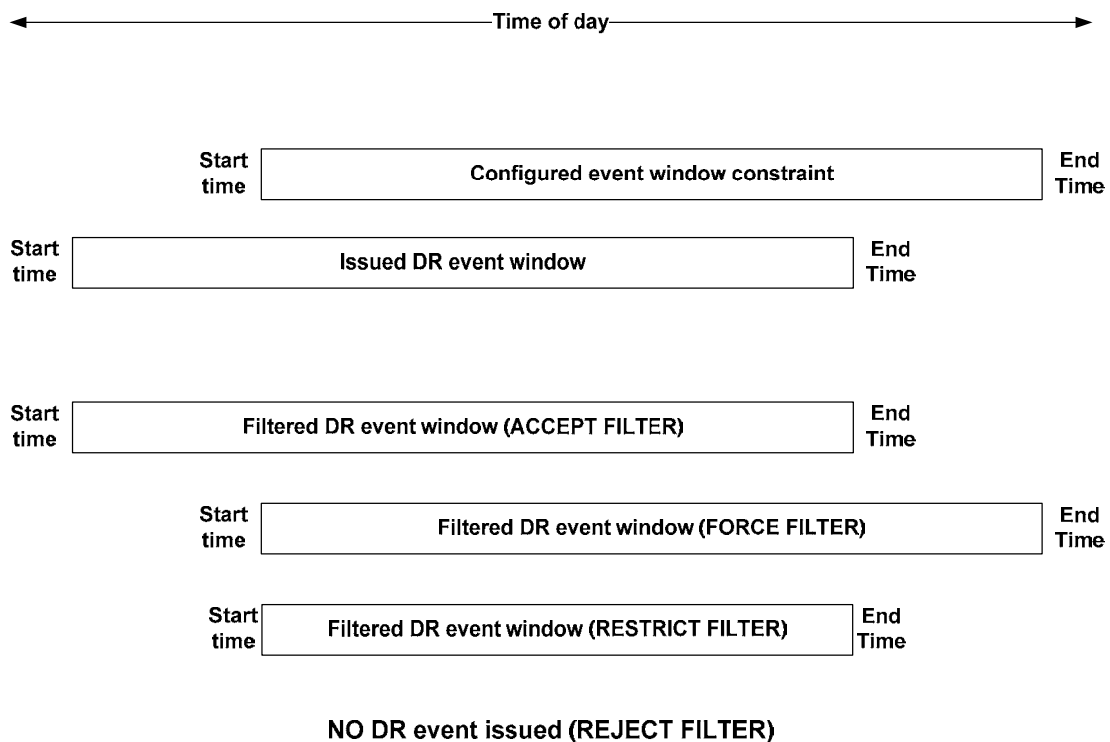 Time of day
Start
time
Configured event window constraint
End
Time
Start
time
Issued DR event window
End
Time
Start
time
Filtered DR event window (ACCEPT FILTER)
End
Time
Start
time
Filtered DR event window (FORCE FILTER)
End
Time
Start
time
Filtered DR event window (RESTRICT FILTER)
End
Time
NO DR event issued (REJECT FILTER)